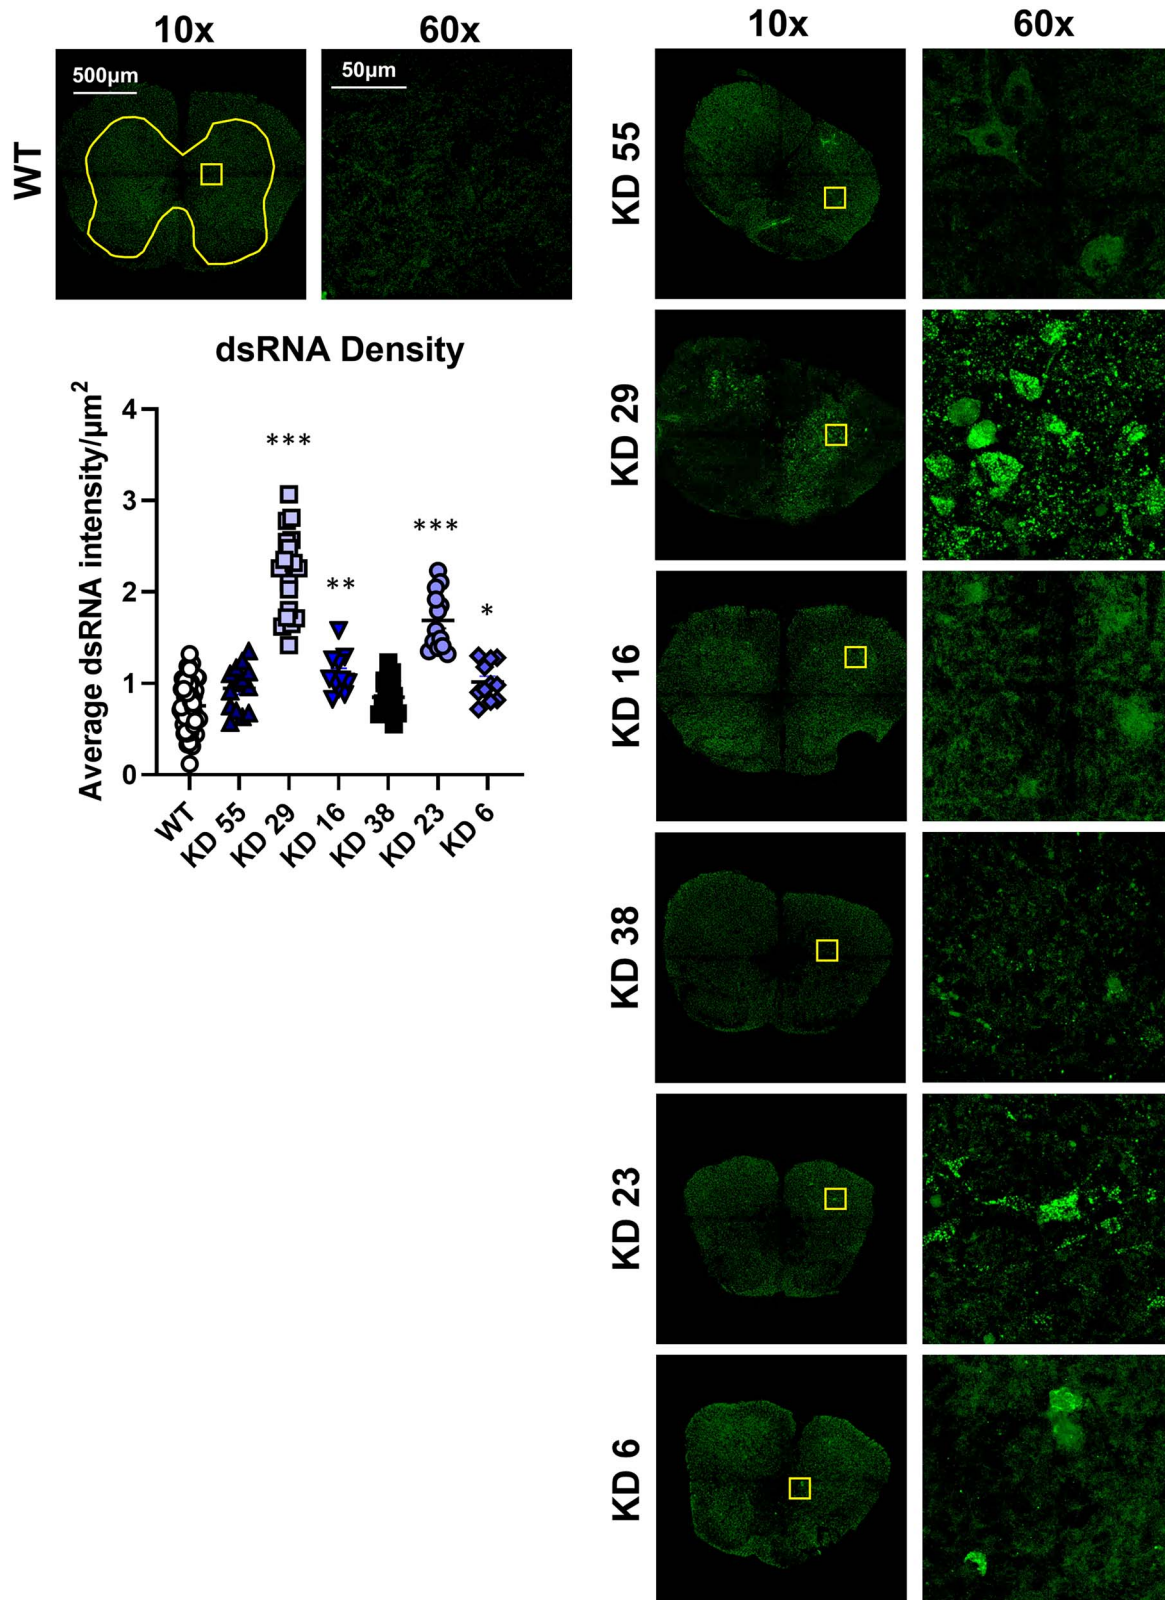 10x
60x
500µm
50µm
WT
dsRNA Density
Average dsRNA intensity/µm²
4
3
2
1
0
***
**
***
*
WT
KD 55
KD 29
KD 16
KD 38
KD 23
KD 6
10x
60x
KD 55
KD 29
KD 16
KD 38
KD 23
KD 6